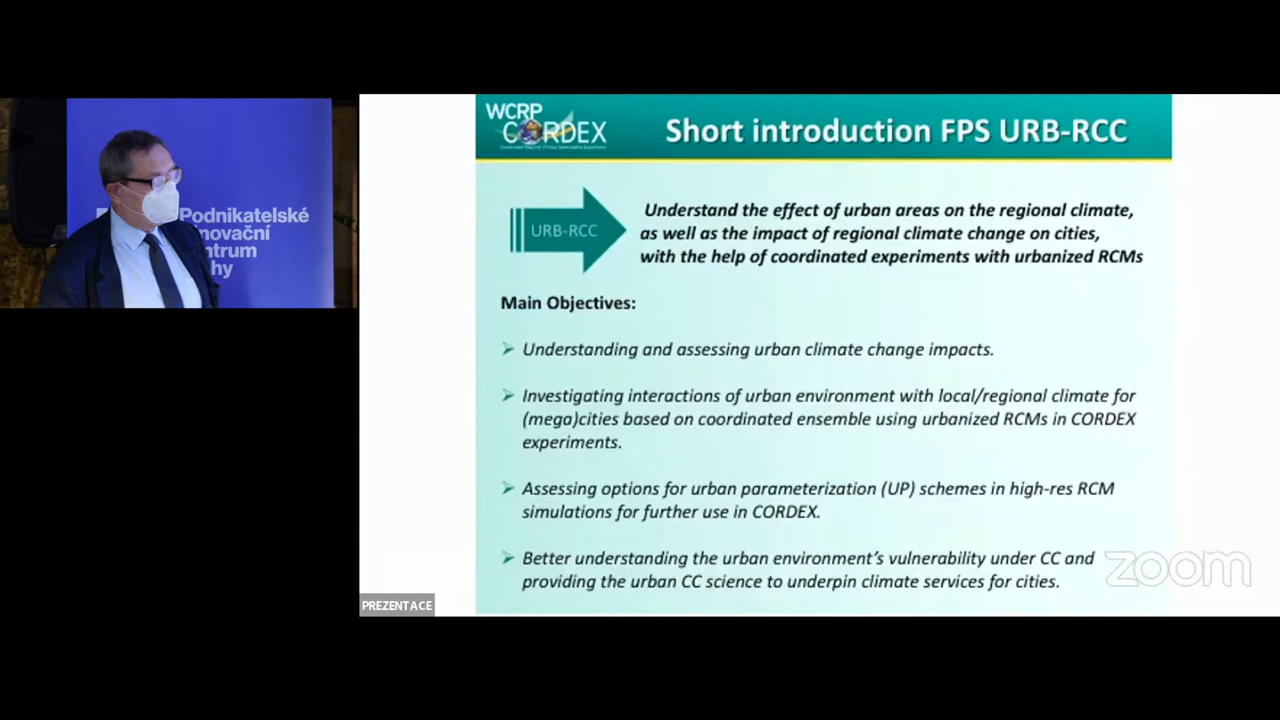 Podnikatelské
inovační
centrum
hy
WCRP
CORDEX
Short introduction FPS URB-RCC
URB-RCC
Understand the effect of urban areas on the regional climate,
as well as the impact of regional climate change on cities,
with the help of coordinated experiments with urbanized RCMs
Main Objectives:
Understanding and assessing urban climate change impacts.
Investigating interactions of urban environment with local/regional climate for
(mega)cities based on coordinated ensemble using urbanized RCMs in CORDEX
experiments.
Assessing options for urban parameterization (UP) schemes in high-res RCM
simulations for further use in CORDEX.
Better understanding the urban environment's vulnerability under CC and
providing the urban CC science to underpin climate services for cities.
zoom
PREZENTACE